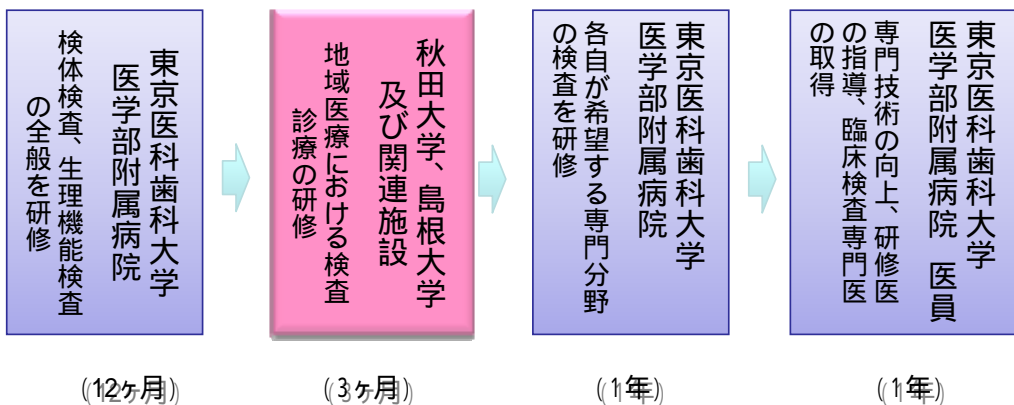 東京医科歯科大学
医学部附属病院
検体検査、生理機能検査
の全般を研修
秋田大学、島根大学
及び関連施設
地域医療における検査
診療の研修
東京医科歯科大学
医学部附属病院
各自が希望する専門分野
の検査を研修
東京医科歯科大学
医学部附属病院 医員
専門技術の向上、研修医
の指導、臨床検査専門医
の取得
(12ヶ月)
(3ヶ月)
(1年)
(1年)